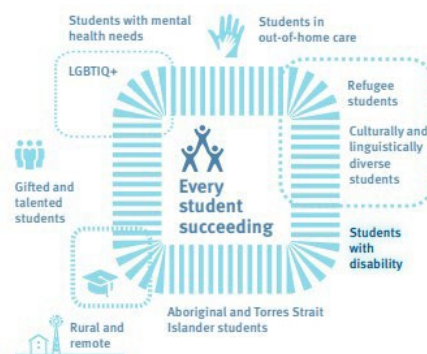 Students with mental
health needs
LGBTIQ+
Students in
out-of-home care
Refugee
students
Culturally and
linguistically
diverse
students
Gifted and
talented
students
Every
student
succeeding
Students
with
disability
Aboriginal and Torres Strait
Islander students
Rural and
remote